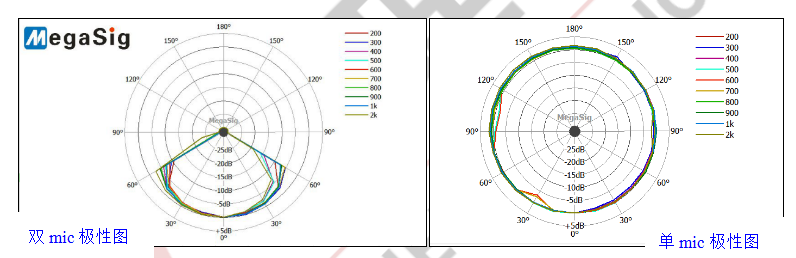 MegaSig
180°
150°
150°
120°
120°
90°
90°
60°
60°
30°
30°
0°
MegaSig
-25dB
-20dB
-15dB
-10dB
-5dB
+5dB
200
300
400
500
600
700
800
900
1k
2k
双 mic 极性图
180°
150°
150°
120°
120°
90°
90°
60°
60°
30°
30°
0°
MegaSig
25dB
20dB
-15dB
-10dB
-5dB
+5dB
200
300
400
500
600
700
800
900
1k
2k
单 mic 极性图